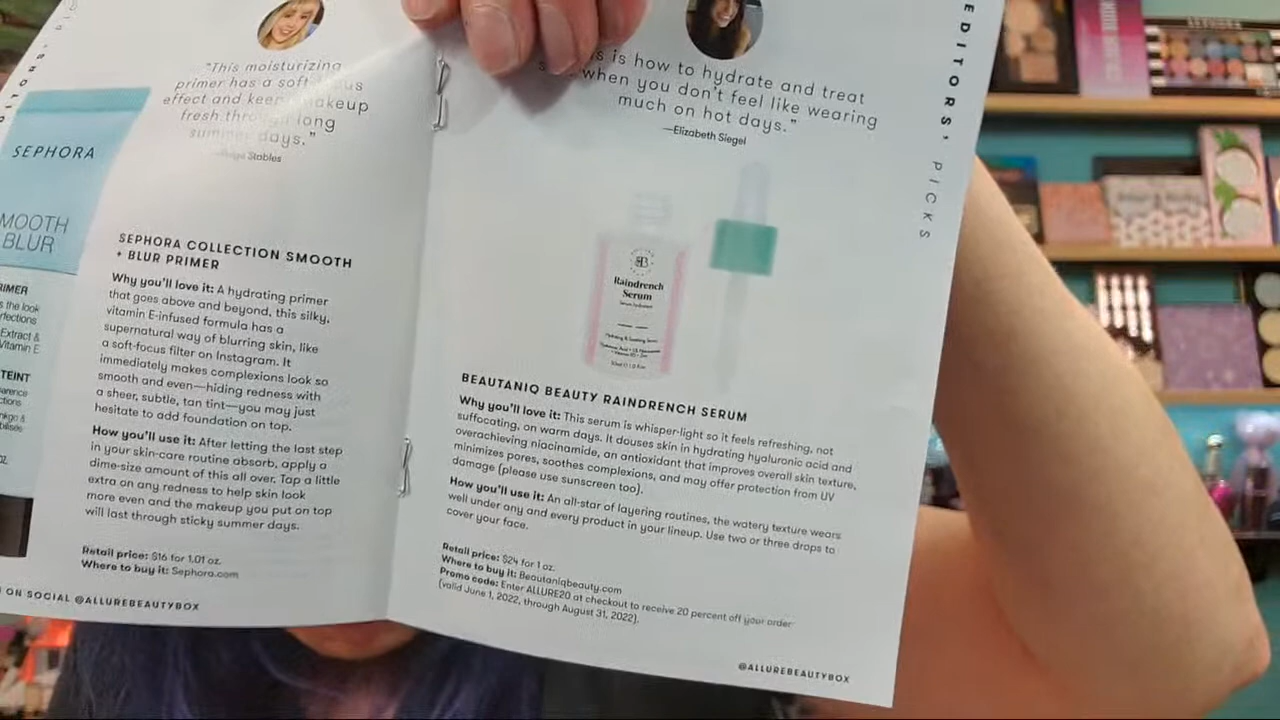 "This moisturizing
primer has a soft
effect and keep makeup
fresh through long
summer days."
Stables
SEPHORA
MOOTH
BLUR
SEPHORA COLLECTION SMOOTH
+ BLUR PRIMER
Why you'll love it: A hydrating primer
that goes above and beyond, this silky,
vitamin E-infused formula has a
supernatural way of blurring skin, like
a soft-focus filter on Instagram. It
immediately makes complexions look so
smooth and even—hiding redness with
a sheer, subtle, tan tint—you may just
hesitate to add foundation on top.
How you'll use it: After letting the last step
in your skin-care routine absorb, apply a
dime-size amount of this all over. Tap a little
extra on any redness to help skin look
more even and the makeup you put on top
will last through sticky summer days.
Retail price: $16 for 1.01 oz.
Where to buy it: Sephora.com
RIMER
s the look
rfections
Extract &
Vitamin E
TEINT
ON SOCIAL @ALLUREBEAUTYBOX
is is how to hydrate and treat
when you don't feel like wearing
much on hot days."
—Elizabeth Siegel
EDITORS' PICKS
Raindrench
Serum
Hydrating & Soothing Serum
BEAUTANIQ BEAUTY RAINDRENCH SERUM
Why you'll love it: This serum is whisper-light so it feels refreshing, not
suffocating, on warm days. It douses skin in hydrating hyaluronic acid and
overachieving niacinamide, an antioxidant that improves overall skin texture,
minimizes pores, soothes complexions, and may offer protection from UV
damage (please use sunscreen too).
How you'll use it: An all-star of layering routines, the watery texture wears
well under any and every product in your lineup. Use two or three drops to
cover your face.
Retail price: $24 for 1 oz.
Where to buy it: Beautaniqbeauty.com
Promo code: Enter ALLURE20 at checkout to receive 20 percent off your order
(valid June 1, 2022, through August 31, 2022).
@ALLUREBEAUTYBOX